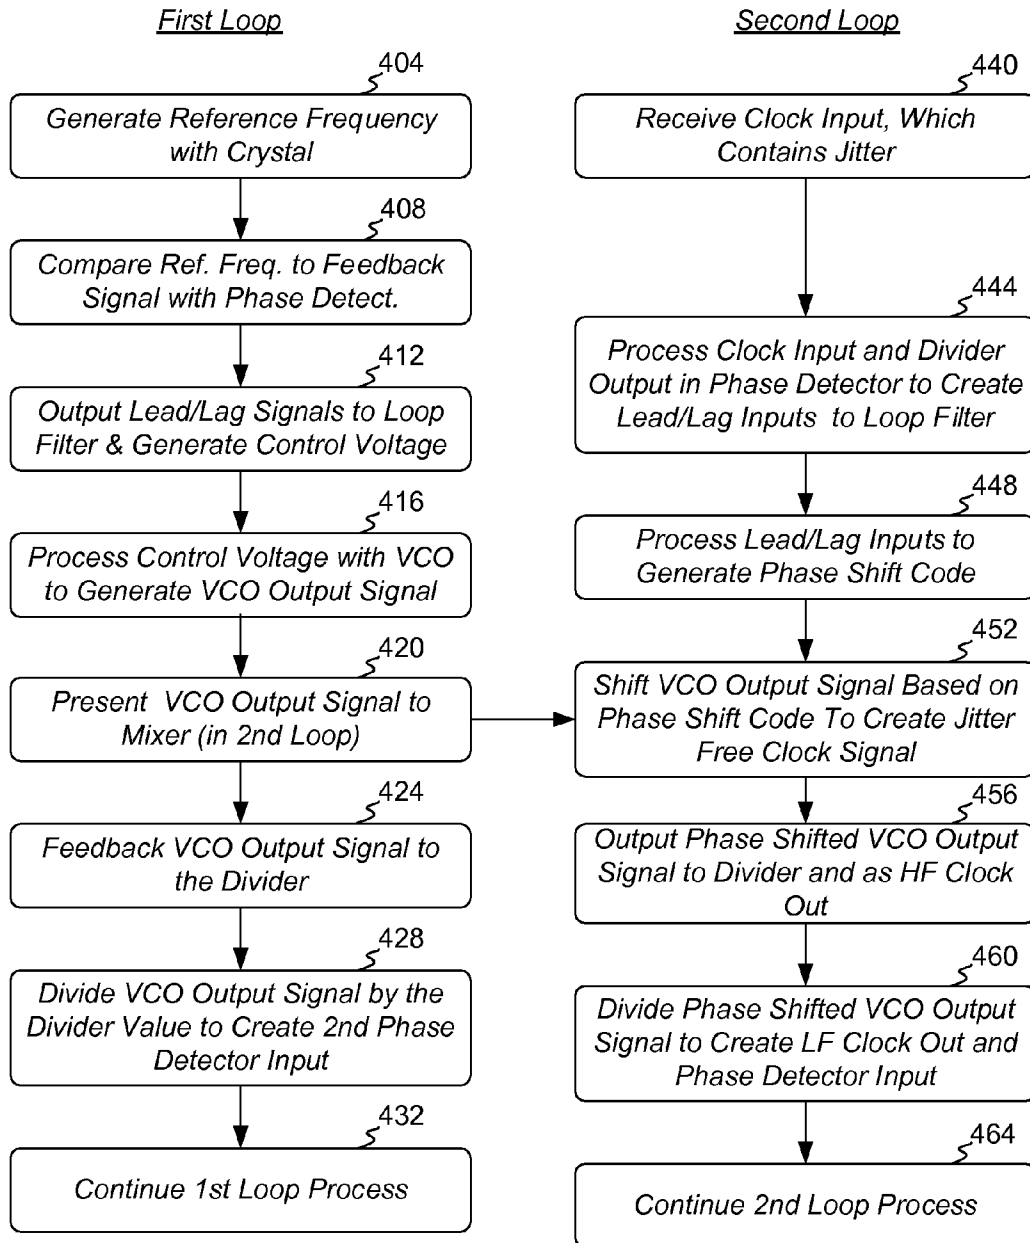 First Loop
404
Generate Reference Frequency
with Crystal
408
Compare Ref. Freq. to Feedback
Signal with Phase Detect.
412
Output Lead/Lag Signals to Loop
Filter & Generate Control Voltage
416
Process Control Voltage with VCO
to Generate VCO Output Signal
420
Present VCO Output Signal to
Mixer (in 2nd Loop)
424
Feedback VCO Output Signal to
the Divider
428
Divide VCO Output Signal by the
Divider Value to Create 2nd Phase
Detector Input
432
Continue 1st Loop Process
Second Loop
440
Receive Clock Input, Which
Contains Jitter
444
Process Clock Input and Divider
Output in Phase Detector to Create
Lead/Lag Inputs to Loop Filter
448
Process Lead/Lag Inputs to
Generate Phase Shift Code
452
Shift VCO Output Signal Based on
Phase Shift Code To Create Jitter
Free Clock Signal
456
Output Phase Shifted VCO Output
Signal to Divider and as HF Clock
Out
460
Divide Phase Shifted VCO Output
Signal to Create LF Clock Out and
Phase Detector Input
464
Continue 2nd Loop Process